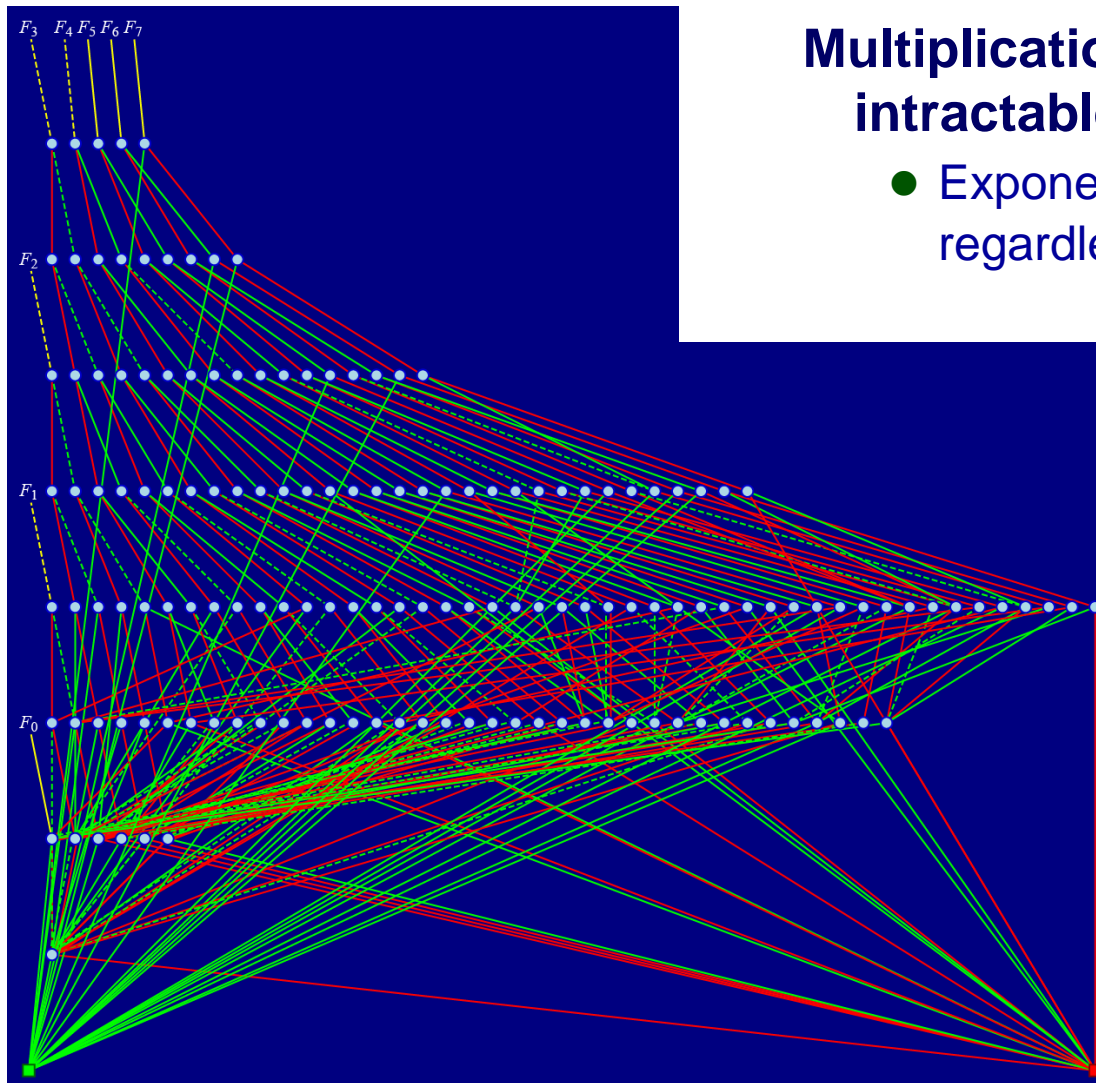 F₃ F₄ F₅ F₆ F₇
Multiplicatio
intractabl
● Expone
regardl
F₂
F₁
F₀